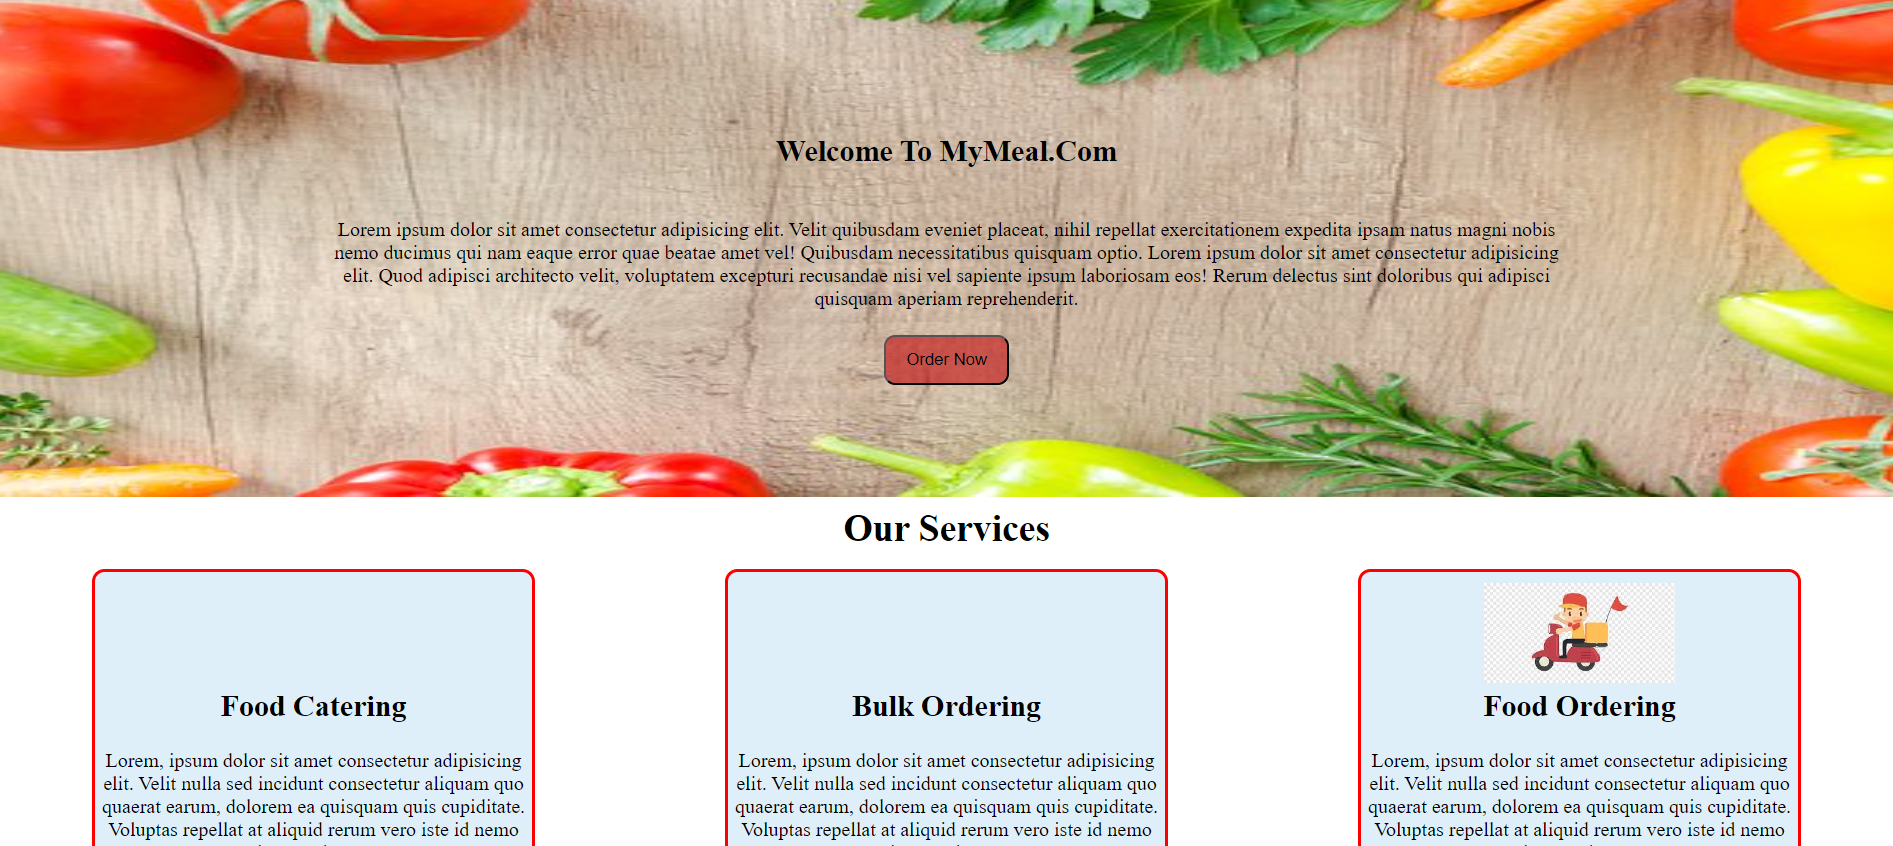 Welcome To MyMeal.Com
Lorem ipsum dolor sit amet consectetur adipisicing elit. Velit quibusdam eveniet placeat, nihil repellat exercitationem expedita ipsam natus magni nobis
nemo ducimus qui nam eaque error quae beatae amet vel! Quibusdam necessitatibus quisquam optio. Lorem ipsum dolor sit amet consectetur adipisicing
elit. Quod adipisci architecto velit, voluptatem excepturi recusandae nisi vel sapiente ipsum laboriosam eos! Rerum delectus sint doloribus qui adipisci
quisquam aperiam reprehenderit.
Order Now
Our Services
Food Catering
Lorem, ipsum dolor sit amet consectetur adipisicing
elit. Velit nulla sed incidunt consectetur aliquam quo
quaerat earum, dolorem ea quisquam quis cupiditate.
Voluptas repellat at aliquid rerum vero iste id nemo
Bulk Ordering
Lorem, ipsum dolor sit amet consectetur adipisicing
elit. Velit nulla sed incidunt consectetur aliquam quo
quaerat earum, dolorem ea quisquam quis cupiditate.
Voluptas repellat at aliquid rerum vero iste id nemo
Food Ordering
Lorem, ipsum dolor sit amet consectetur adipisicing
elit. Velit nulla sed incidunt consectetur aliquam quo
quaerat earum, dolorem ea quisquam quis cupiditate.
Voluptas repellat at aliquid rerum vero iste id nemo